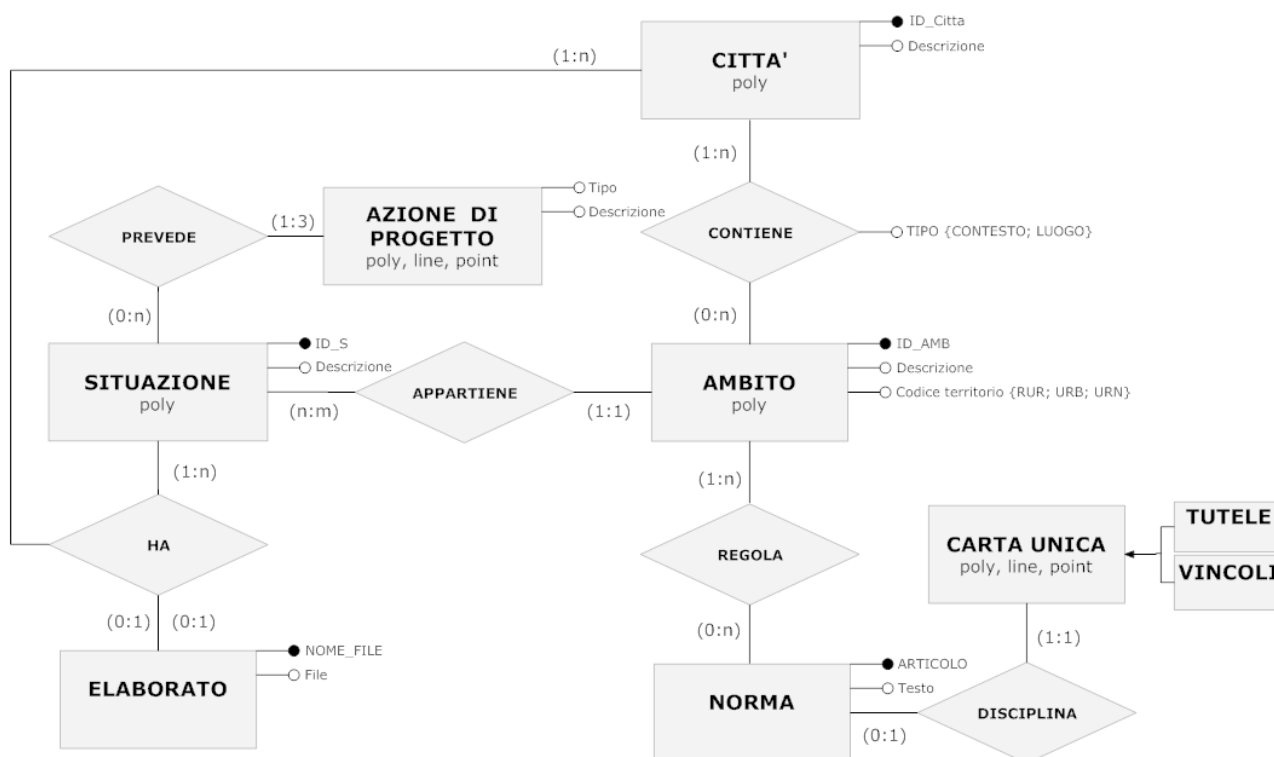 ID_Citta
Descrizione
CITTA'
poly
(1:n)
(1:n)
Tipo
Descrizione
AZIONE DI
PROGETTO
poly, line, point
(1:3)
PREVEDE
CONTIENE
TIPO {CONTESTO; LUOGO}
(0:n)
(0:n)
ID_S
Descrizione
SITUAZIONE
poly
(n:m)
APPARTIENE
(1:1)
AMBITO
poly
ID_AMB
Descrizione
Codice territorio {RUR; URB; URN}
(1:n)
(1:n)
HA
REGOLA
CARTA UNICA
poly, line, point
TUTELE
VINCOLI
(0:1)
(0:1)
(0:n)
(1:1)
NOME_FILE
File
ELABORATO
ARTICOLO
Testo
NORMA
(0:1)
DISCIPLINA